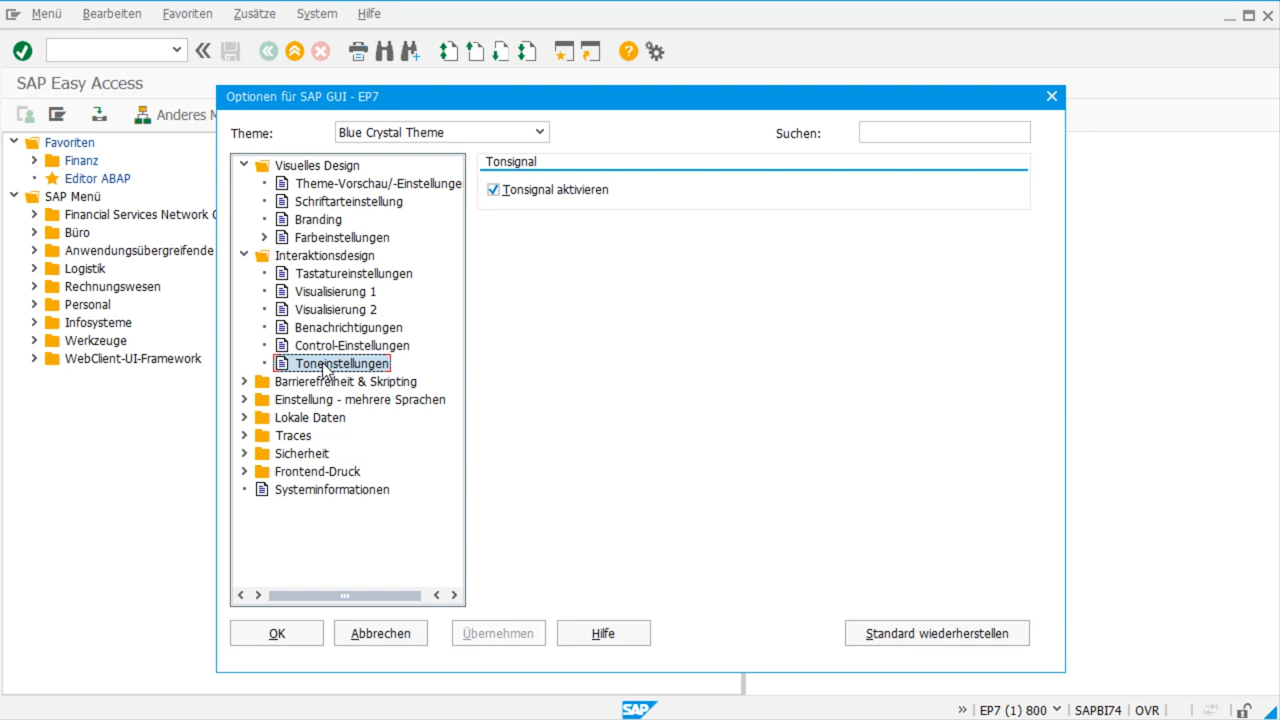 Menü Bearbeiten Favoriten Zusätze System Hilfe
SAP Easy Access
Anderes M
Favoriten
Finanz
Editor ABAP
SAP Menü
Financial Services Network C
Büro
Anwendungsübergreifende
Logistik
Rechnungswesen
Personal
Infosysteme
Werkzeuge
WebClient-UI-Framework
Optionen für SAP GUI - EP7
Theme: Blue Crystal Theme Suchen:
Visuelles Design
Theme-Vorschau/-Einstellunge
Schriftarteinstellung
Branding
Farbeinstellungen
Interaktionsdesign
Tastatureinstellungen
Visualisierung 1
Visualisierung 2
Benachrichtigungen
Control-Einstellungen
Toneinstellungen
Barrierefreiheit & Skripting
Einstellung - mehrere Sprachen
Lokale Daten
Traces
Sicherheit
Frontend-Druck
Systeminformationen
Tonsignal
Tonsignal aktivieren
OK Abbrechen Übernehmen Hilfe Standard wiederherstellen
SAP EP7 (1) 800 SAPBI74 OVR